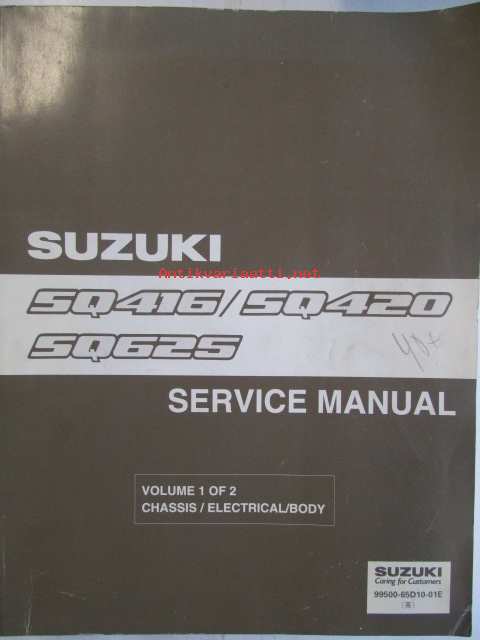 SUZUKI
Antikvariaatti.net
SQ416/SQ420
SQ625
SERVICE MANUAL
VOLUME 1 OF 2
CHASSIS / ELECTRICAL/BODY
SUZUKI
Caring for Customers
99500-65D10-01E